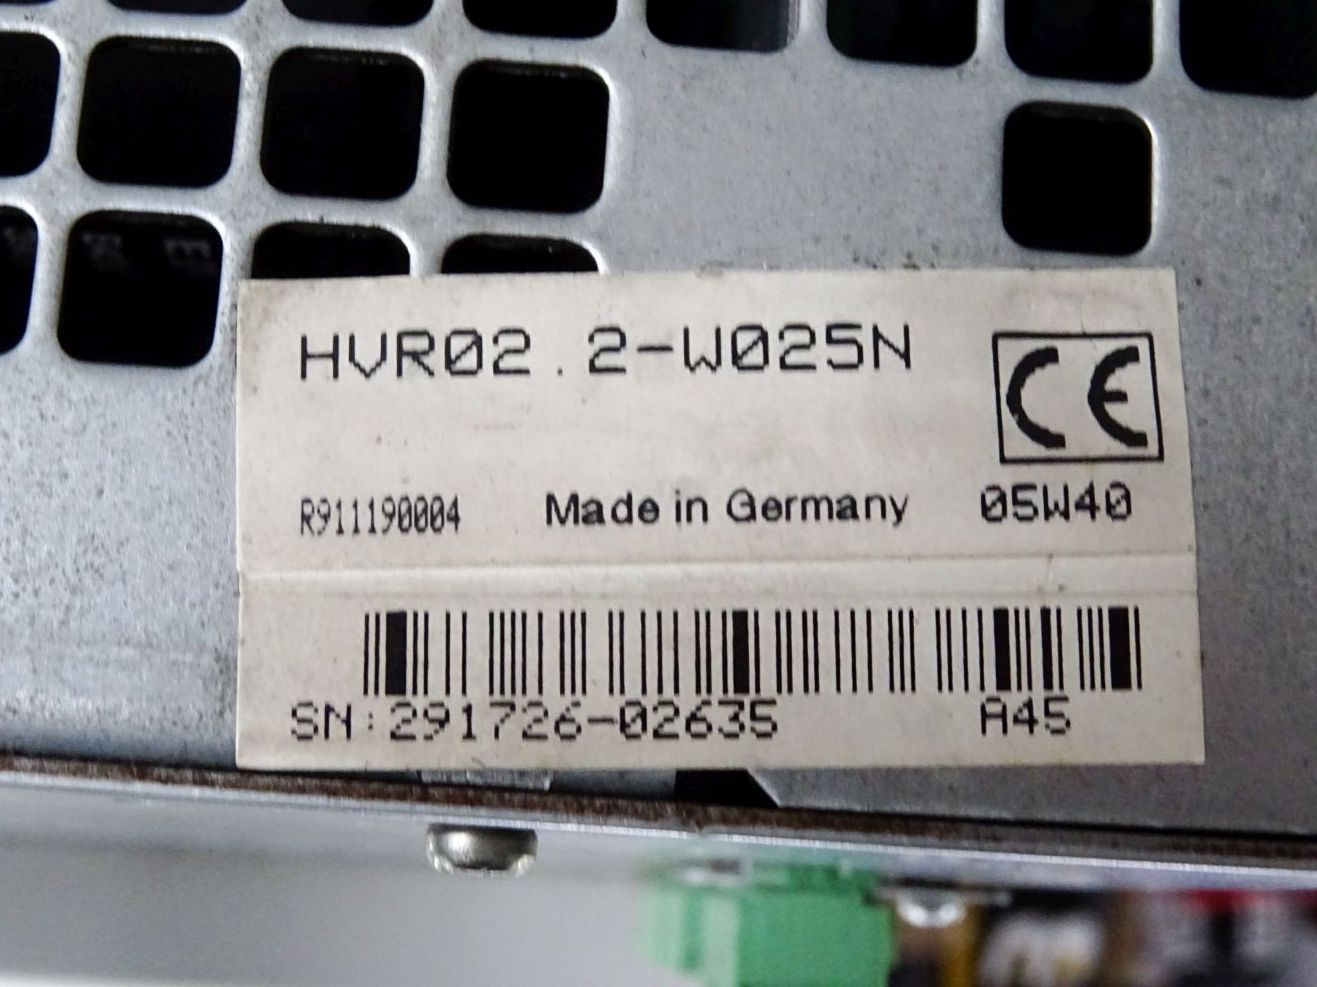 HVR02.2-W025N
CE
R911190004 Made in Germany 05W40
SN:291726-02635 A45